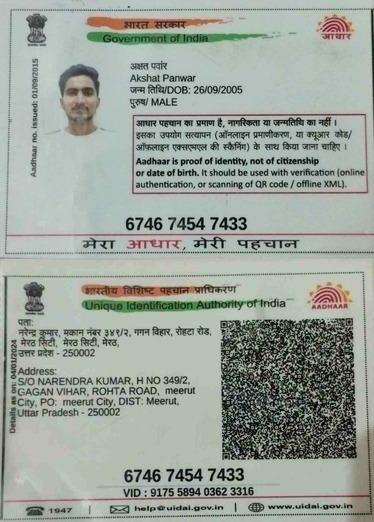 भारत सरकार
Government of India
आधार
Aadhaar no. issued: 01/09/2015
अक्षत पवांर
Akshat Panwar
जन्म तिथि/DOB: 26/09/2005
पुरुष/ MALE
आधार पहचान का प्रमाण है, नागरिकता या जन्मतिथि का नहीं।
इसका उपयोग सत्यापन (ऑनलाइन प्रमाणीकरण, या क्यूआर कोड/
ऑफलाइन एक्सएमएल की स्कैनिंग) के साथ किया जाना चाहिए।
Aadhaar is proof of identity, not of citizenship
or date of birth. It should be used with verification (online
authentication, or scanning of QR code / offline XML).
6746 7454 7433
मेरा आधार, मेरी पहचान
भारतीय विशिष्ट पहचान प्राधिकरण
Unique Identification Authority of India
AADHAAR
Details as on: 04/01/2024
पता:
नरेन्द्र कुमार, मकान नंबर ३४९/२, गगन विहार, रोहटा रोड,
मेरठ सिटी, मेरठ सिटी, मेरठ,
उत्तर प्रदेश - 250002
Address:
S/O NARENDRA KUMAR, H NO 349/2,
GAGAN VIHAR, ROHTA ROAD, meerut
City, PO: meerut City, DIST: Meerut,
Uttar Pradesh - 250002
6746 7454 7433
VID : 9175 5894 0362 3316
1947
help@uidai.gov.in
www.uidai.gov.in